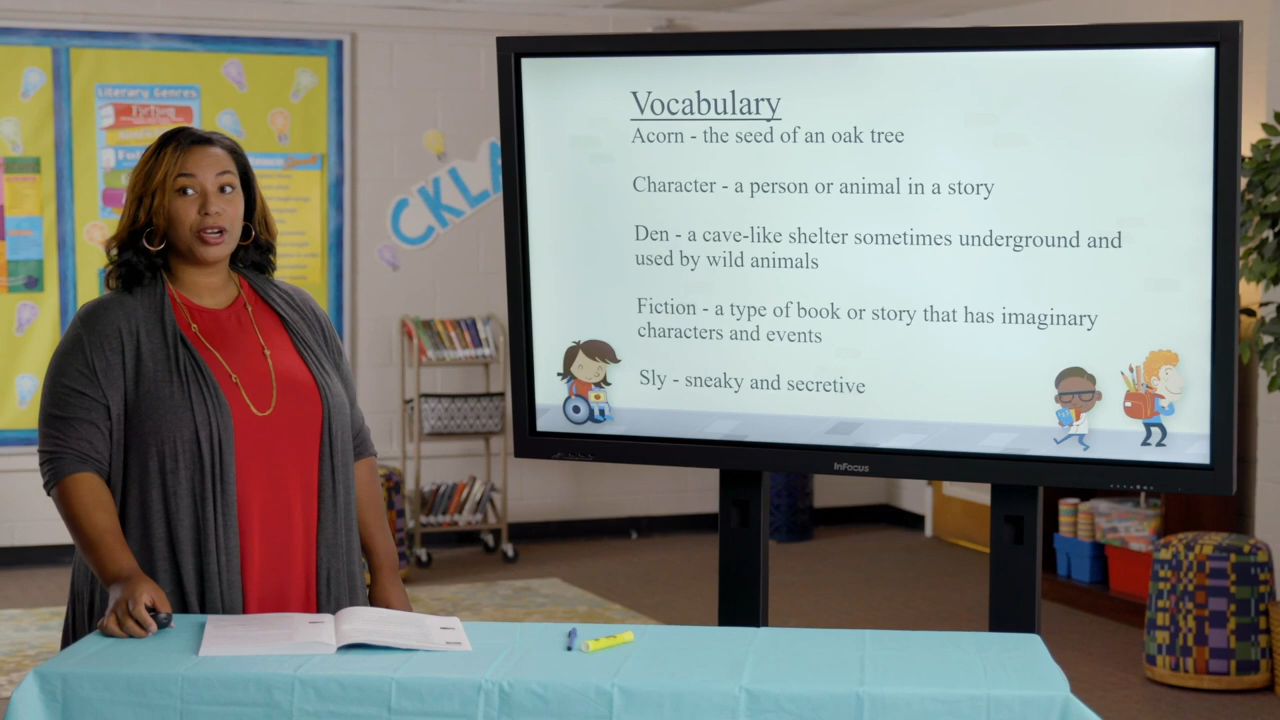 Literary Genres
Fiction
CKLA
Vocabulary
Acorn - the seed of an oak tree
Character - a person or animal in a story
Den - a cave-like shelter sometimes underground and
used by wild animals
Fiction - a type of book or story that has imaginary
characters and events
Sly - sneaky and secretive
InFocus